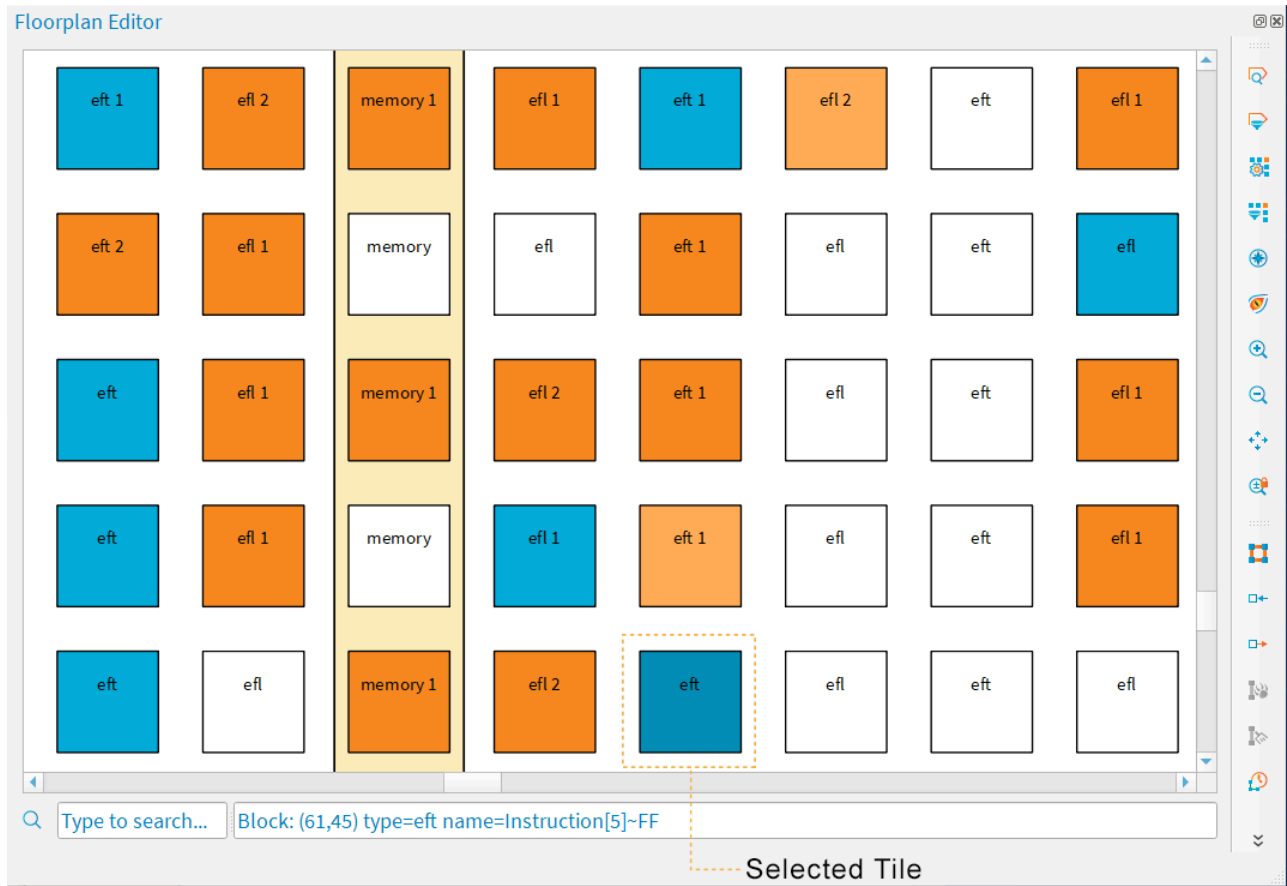 Floorplan Editor
eft 1 efl 2 memory 1 efl 1 eft 1 efl 2 eft efl 1
eft 2 efl 1 memory efl eft 1 efl eft efl
eft efl 1 memory 1 efl 2 eft 1 efl eft efl 1
eft efl 1 memory efl 1 eft 1 efl eft efl 1
eft efl memory 1 efl 2 eft efl eft efl
Type to search... Block: (61,45) type=eft name=Instruction[5]~FF
Selected Tile